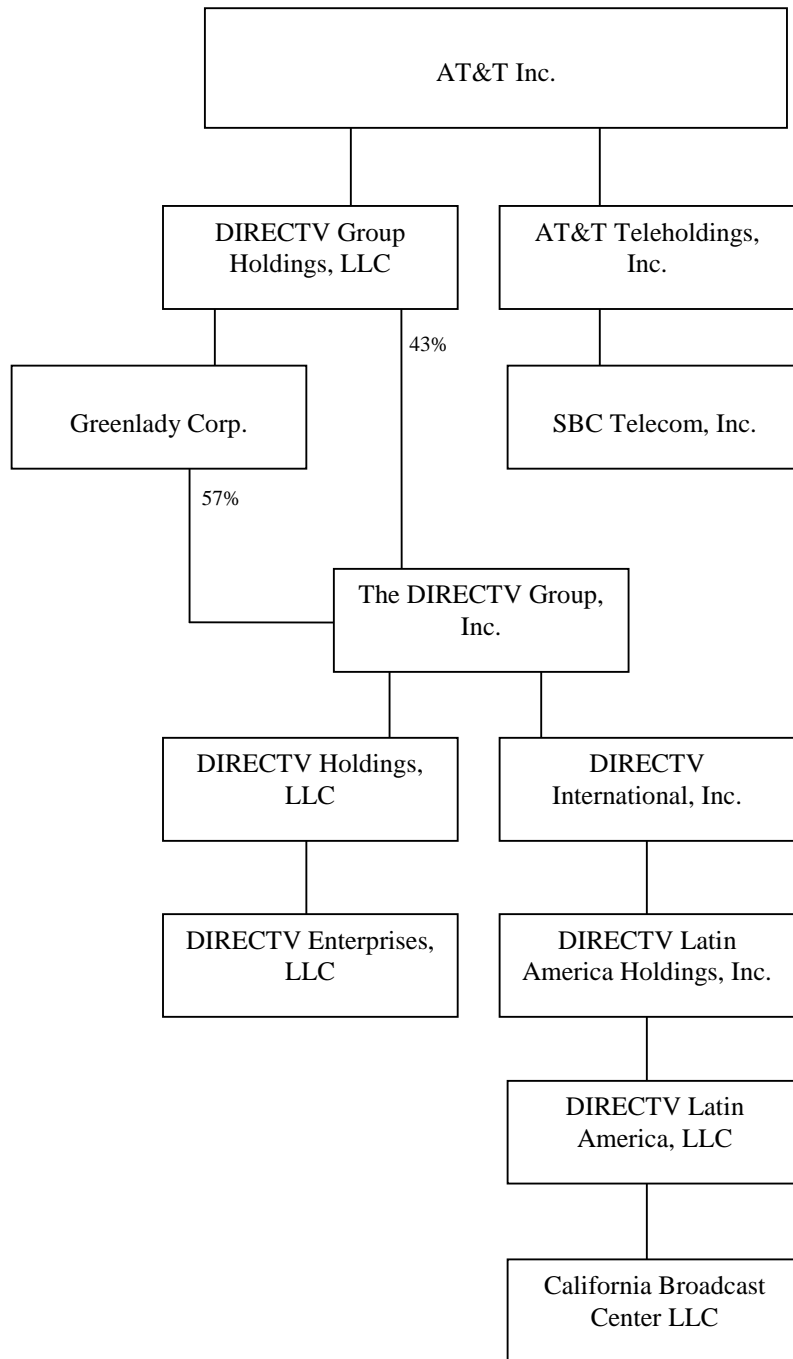 AT&T Inc.
DIRECTV Group
Holdings, LLC
AT&T Teleholdings,
Inc.
43%
Greenlady Corp.
SBC Telecom, Inc.
57%
The DIRECTV Group,
Inc.
DIRECTV Holdings,
LLC
DIRECTV
International, Inc.
DIRECTV Enterprises,
LLC
DIRECTV Latin
America Holdings, Inc.
DIRECTV Latin
America, LLC
California Broadcast
Center LLC